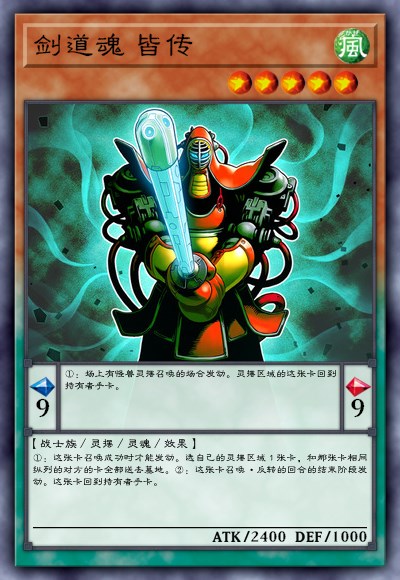 剑道魂 皆传
風
①：场上有怪兽灵摆召唤的场合发动。灵摆区域的这张卡回到
持有者手卡。
9
9
【战士族／灵摆／灵魂／效果】
①：这张卡召唤成功时才能发动。选自己的灵摆区域1张卡，和那张卡相同
纵列的对方的卡全部送去墓地。②：这张卡召唤·反转的回合的结束阶段发
动。这张卡回到持有者手卡。
ATK/2400 DEF/1000